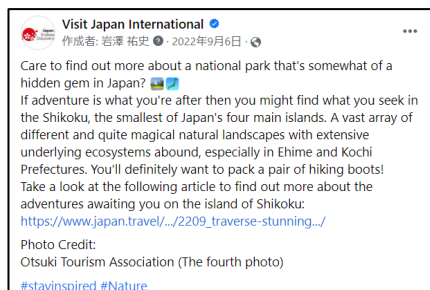 Visit Japan International
作成者: 岩澤 祐史 · 2022年9月6日 ·
Care to find out more about a national park that's somewhat of a
hidden gem in Japan? 🏞️🗾
If adventure is what you're after then you might find what you seek in
the Shikoku, the smallest of Japan's four main islands. A vast array of
different and quite magical natural landscapes with extensive
underlying ecosystems abound, especially in Ehime and Kochi
Prefectures. You'll definitely want to pack a pair of hiking boots!
Take a look at the following article to find out more about the
adventures awaiting you on the island of Shikoku:
https://www.japan.travel/.../2209_traverse-stunning.../
Photo Credit:
Otsuki Tourism Association (The fourth photo)
#stayinspired #Nature